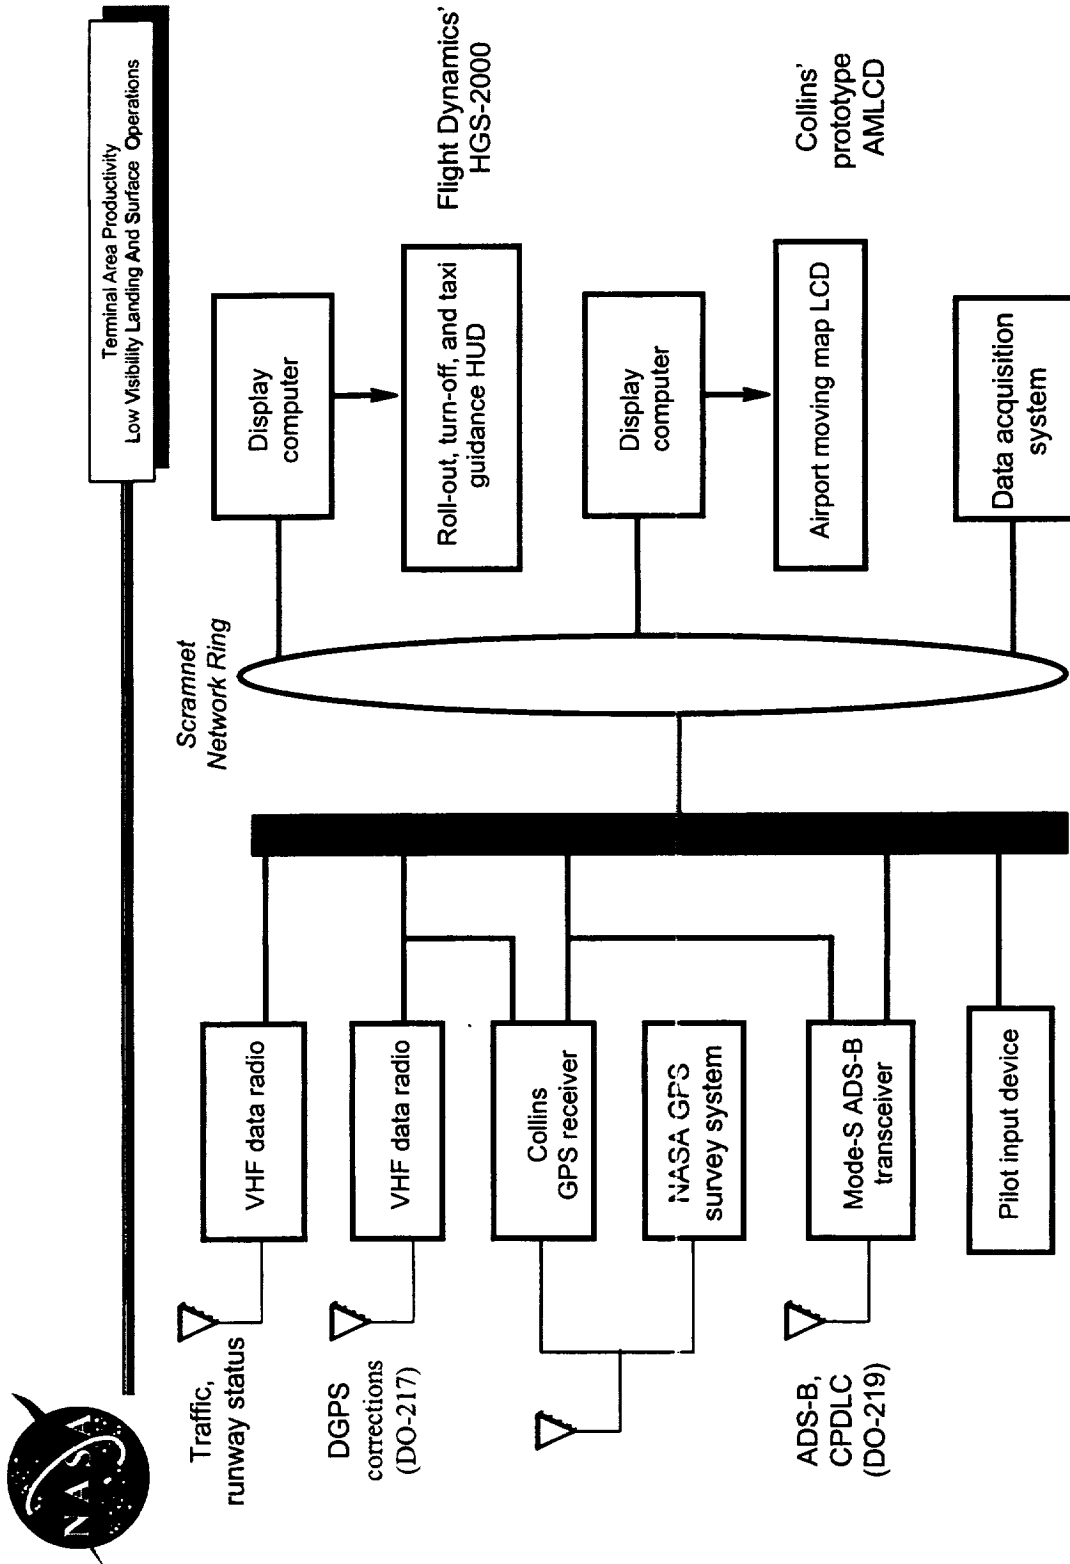 NASA
Terminal Area Productivity
Low Visibility Landing And Surface Operations
Traffic,
runway status
VHF data radio
DGPS
corrections
(DO-217)
VHF data radio
Collins
GPS receiver
NASA GPS
survey system
ADS-B,
CPDLC
(DO-219)
Mode-S ADS-B
transceiver
Pilot input device
Scramnet
Network Ring
Display
computer
Roll-out, turn-off, and taxi
guidance HUD
Flight Dynamics'
HGS-2000
Display
computer
Airport moving map LCD
Collins'
prototype
AMLCD
Data acquisition
system